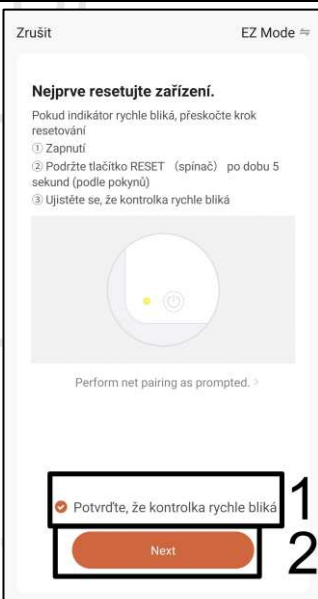 Zrušit EZ Mode ⇋
Nejprve resetujte zařízení.
Pokud indikátor rychle bliká, přeskočte krok
resetování
① Zapnutí
② Podržte tlačítko RESET （spínač） po dobu 5
sekund (podle pokynů)
③ Ujistěte se, že kontrolka rychle bliká
Perform net pairing as prompted. >
Potvrďte, že kontrolka rychle bliká 1
Next 2